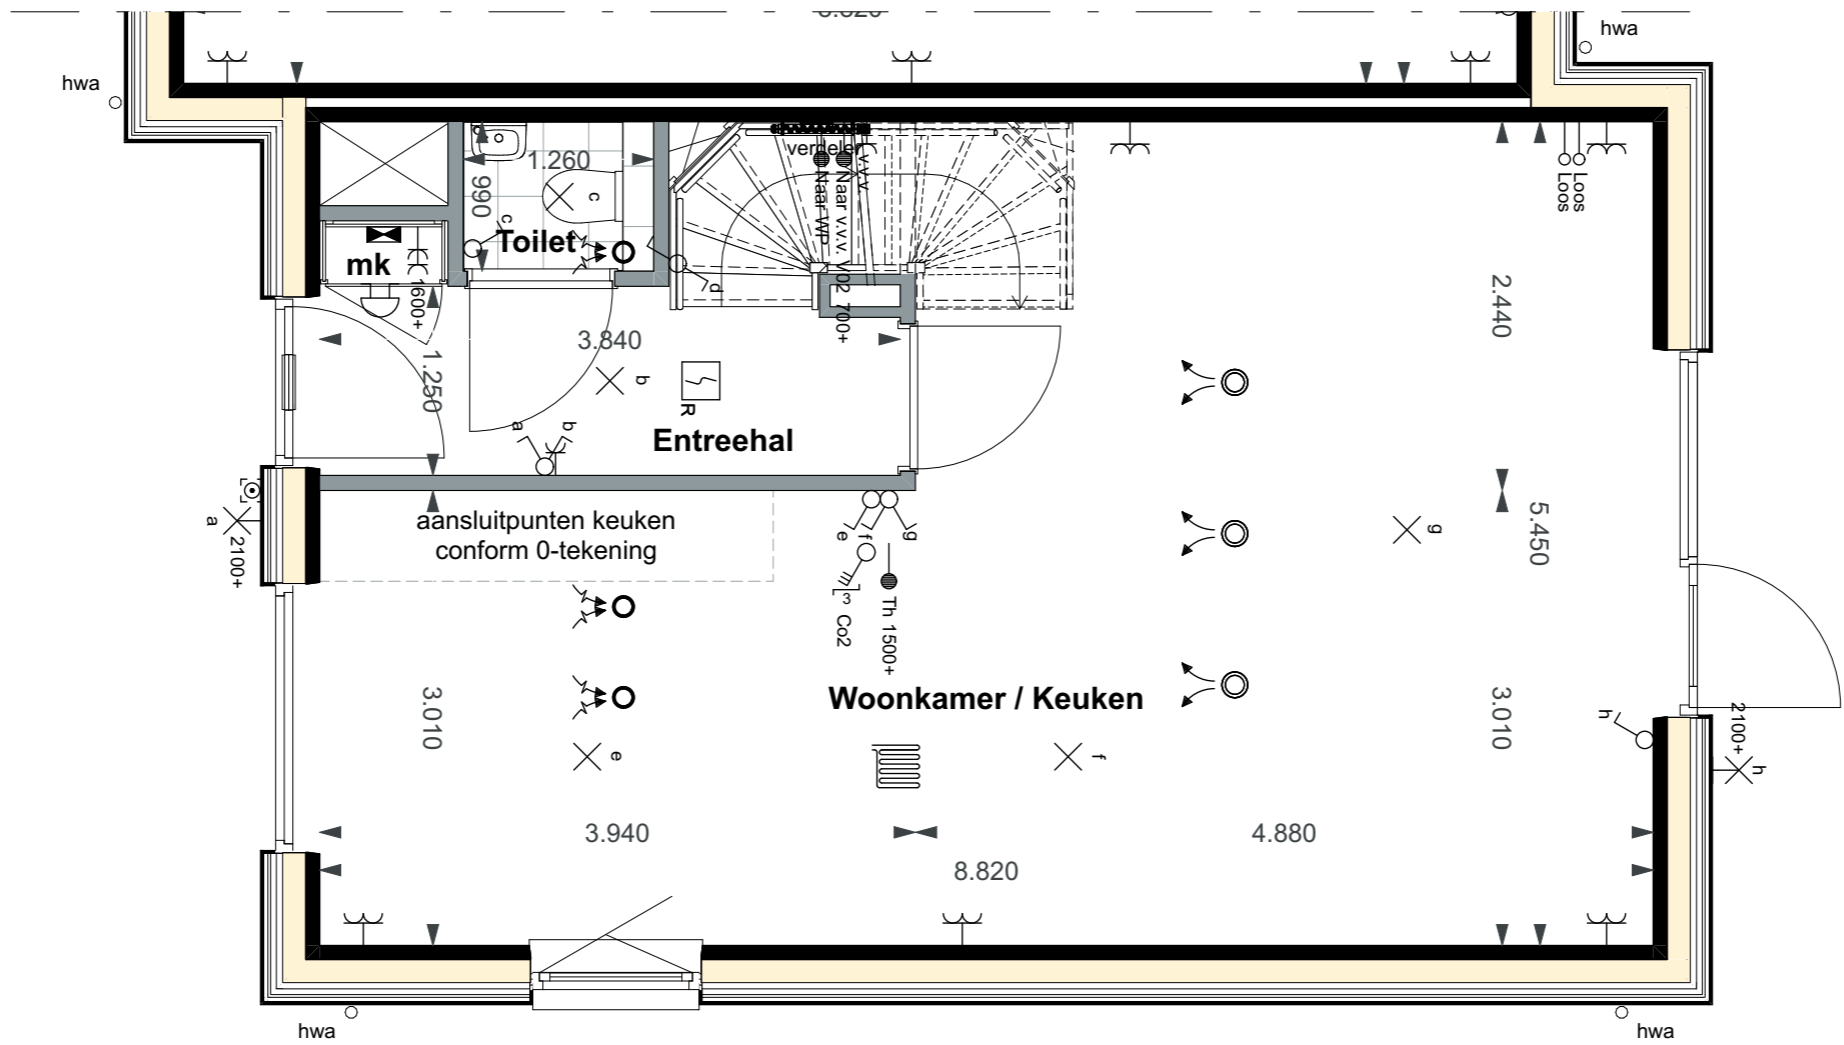 hwa
hwa
verdeler
v.v.v.
Naar v.v.v. V02 700+
Naar WP
1.260
990
c
c
Toilet
mk
1600+
d
Loos
Loos
3.840
1.250
2.440
b
R
a
b
Entreehal
a
2100+
aansluitpunten keuken
conform 0-tekening
e
f
g
3
Co2
Th 1500+
g
5.450
3.010
Woonkamer / Keuken
3.010
h
2100+
h
e
f
3.940
4.880
8.820
hwa
hwa